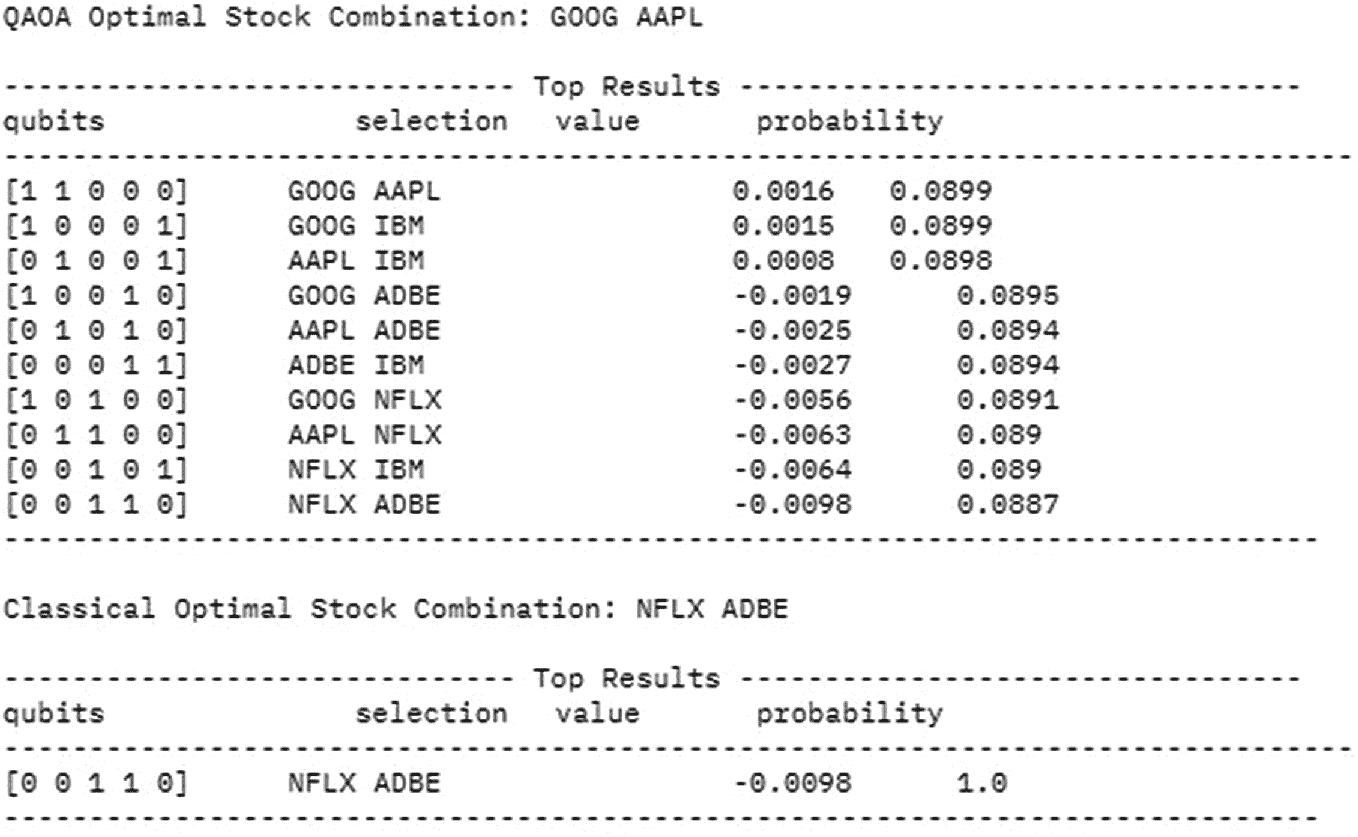 QAOA Optimal Stock Combination: GOOG AAPL
------------------------------ Top Results ---------------------------------
qubits selection value probability
--------------------------------------------------------------------------------
[1 1 0 0 0] GOOG AAPL 0.0016 0.0899
[1 0 0 0 1] GOOG IBM 0.0015 0.0899
[0 1 0 0 1] AAPL IBM 0.0008 0.0898
[1 0 0 1 0] GOOG ADBE -0.0019 0.0895
[0 1 0 1 0] AAPL ADBE -0.0025 0.0894
[0 0 0 1 1] ADBE IBM -0.0027 0.0894
[1 0 1 0 0] GOOG NFLX -0.0056 0.0891
[0 1 1 0 0] AAPL NFLX -0.0063 0.089
[0 0 1 0 1] NFLX IBM -0.0064 0.089
[0 0 1 1 0] NFLX ADBE -0.0098 0.0887
------------------------------------------------------------------------------
Classical Optimal Stock Combination: NFLX ADBE
------------------------------ Top Results ---------------------------------
qubits selection value probability
--------------------------------------------------------------------------------
[0 0 1 1 0] NFLX ADBE -0.0098 1.0
------------------------------------------------------------------------------